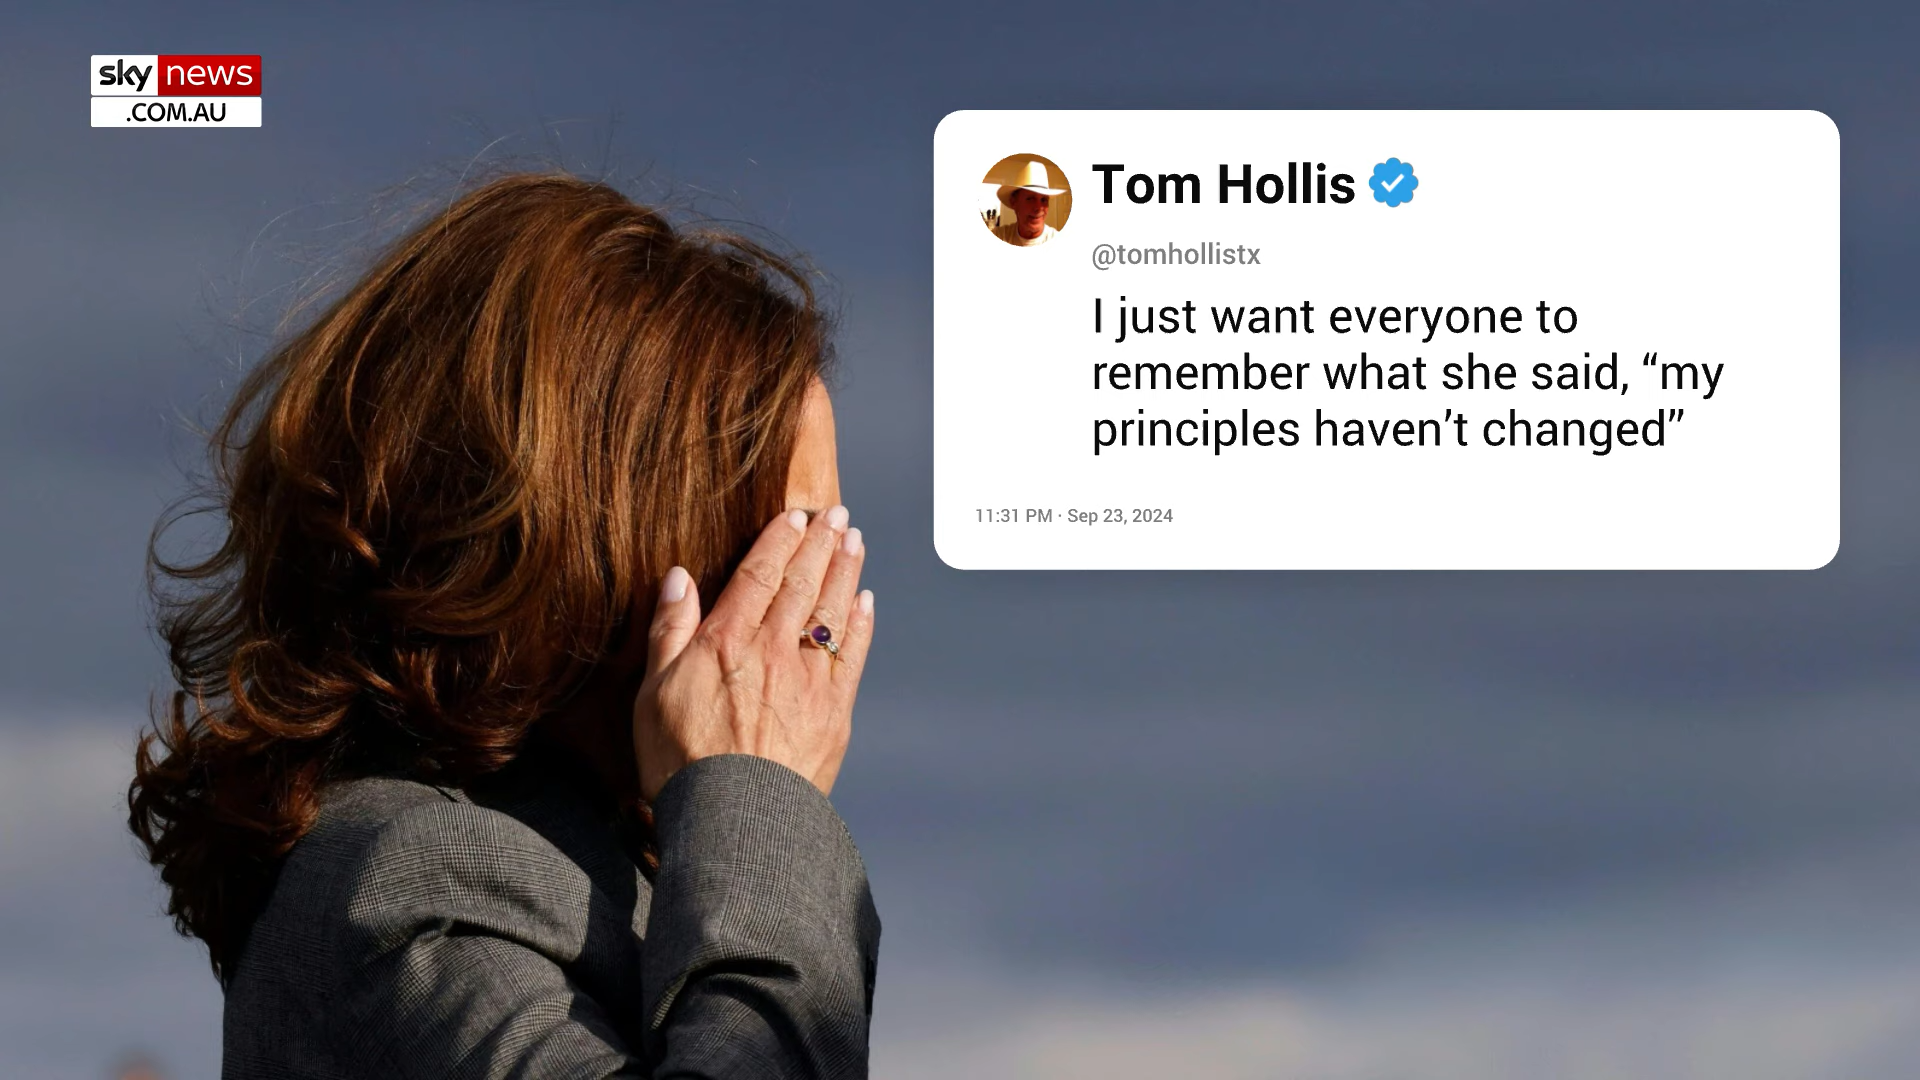 sky news
.COM.AU
Tom Hollis
@tomhollistx
I just want everyone to
remember what she said, “my
principles haven’t changed”
11:31 PM · Sep 23, 2024